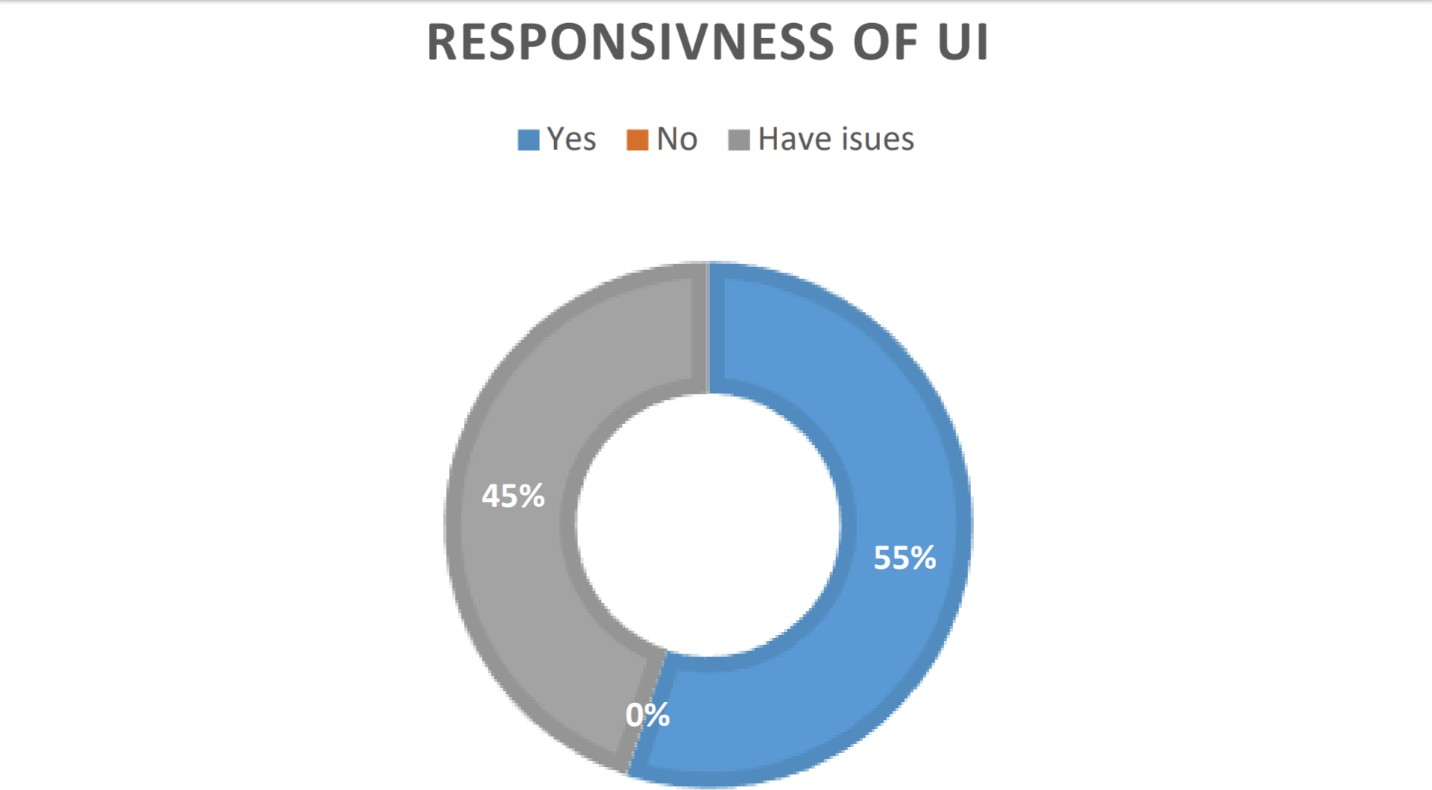 RESPONSIVNESS OF UI
Yes No Have isues
45%
55%
0%